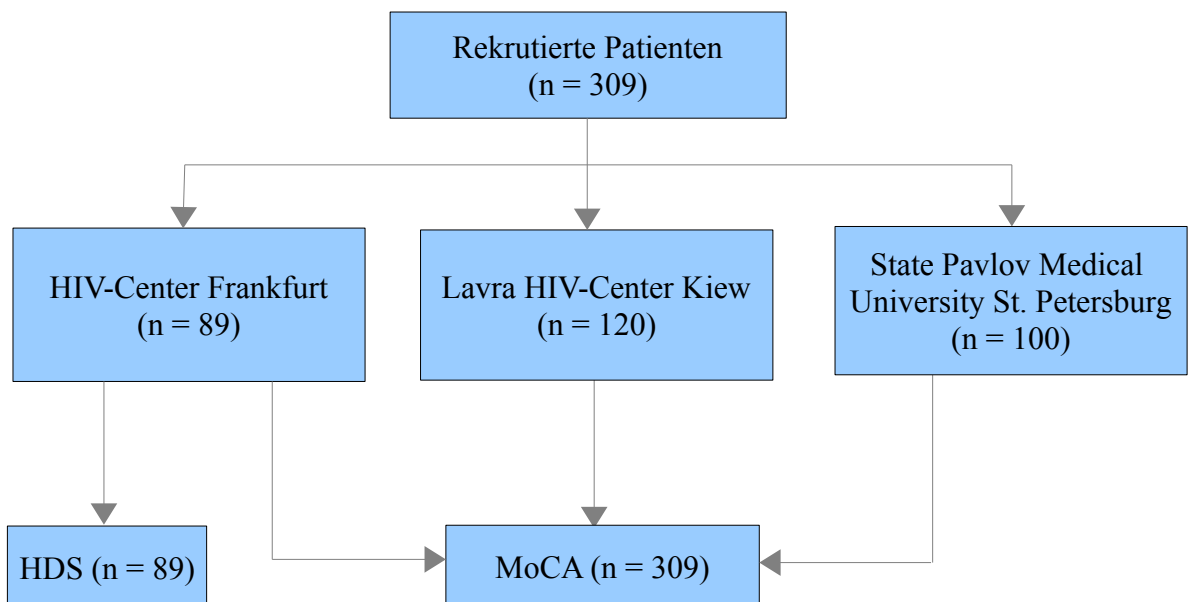 Rekrutierte Patienten
(n = 309)
HIV-Center Frankfurt
(n = 89)
Lavra HIV-Center Kiew
(n = 120)
State Pavlov Medical
University St. Petersburg
(n = 100)
HDS (n = 89)
MoCA (n = 309)